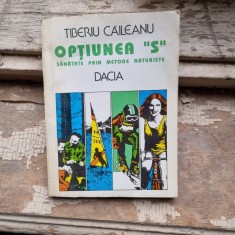 TIBERIU CĂILEANU
OPȚIUNEA "S"
SĂNĂTATE PRIN METODE NATURISTE
DACIA